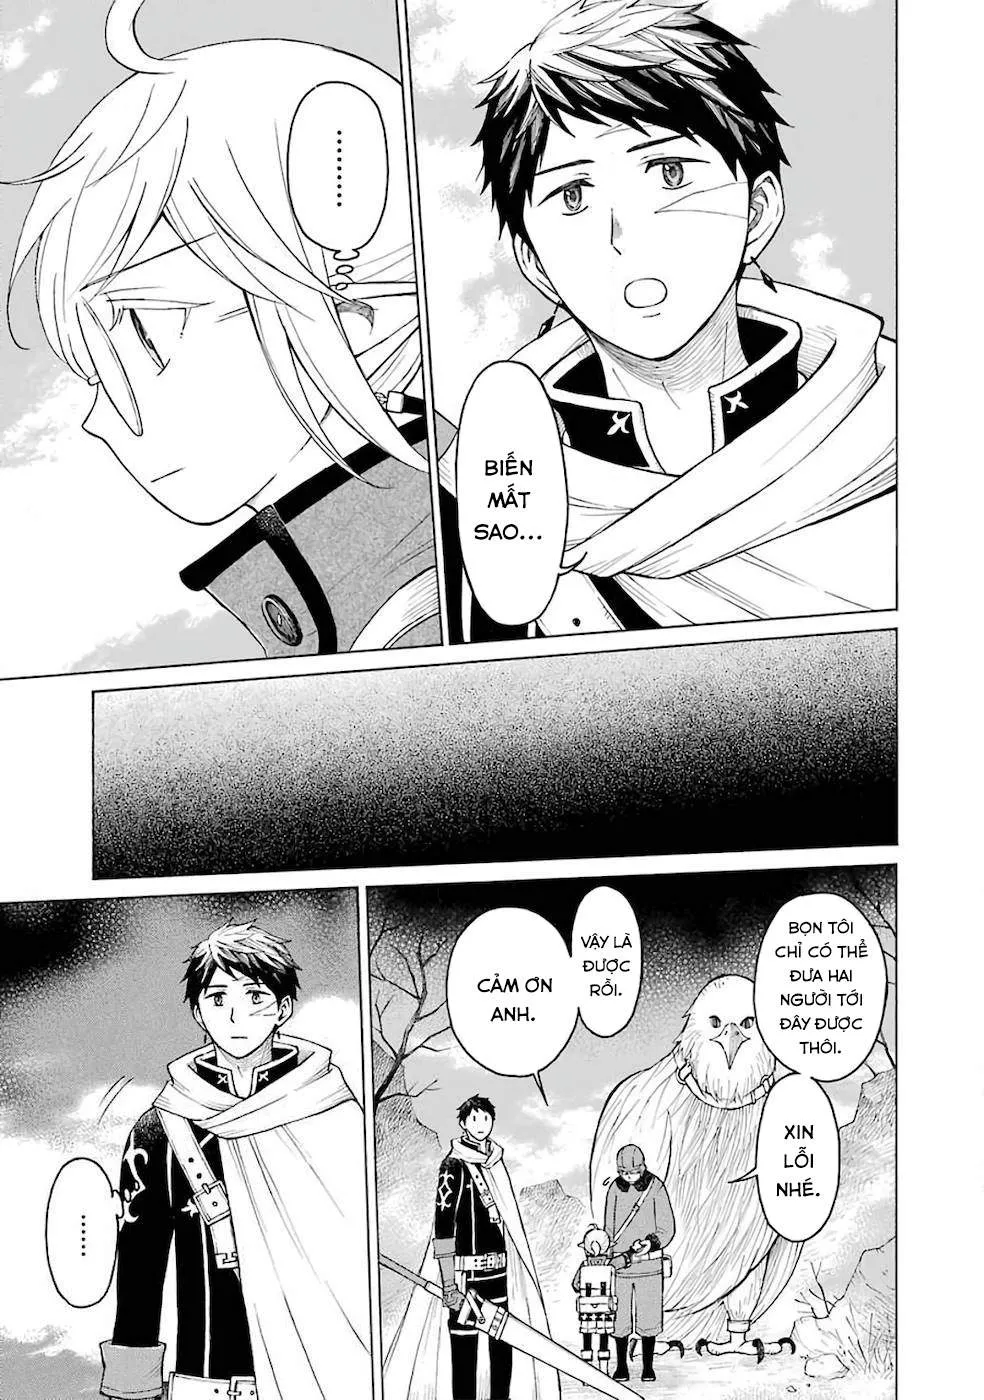 BIẾN
MẤT
SAO...
.........
BỌN TÔI
CHỈ CÓ THỂ
ĐƯA HAI
NGƯỜI TỚI
ĐÂY ĐƯỢC
THÔI.
XIN
LỖI
NHÉ.
VẬY LÀ
ĐƯỢC
RỒI.
CẢM ƠN
ANH.
......